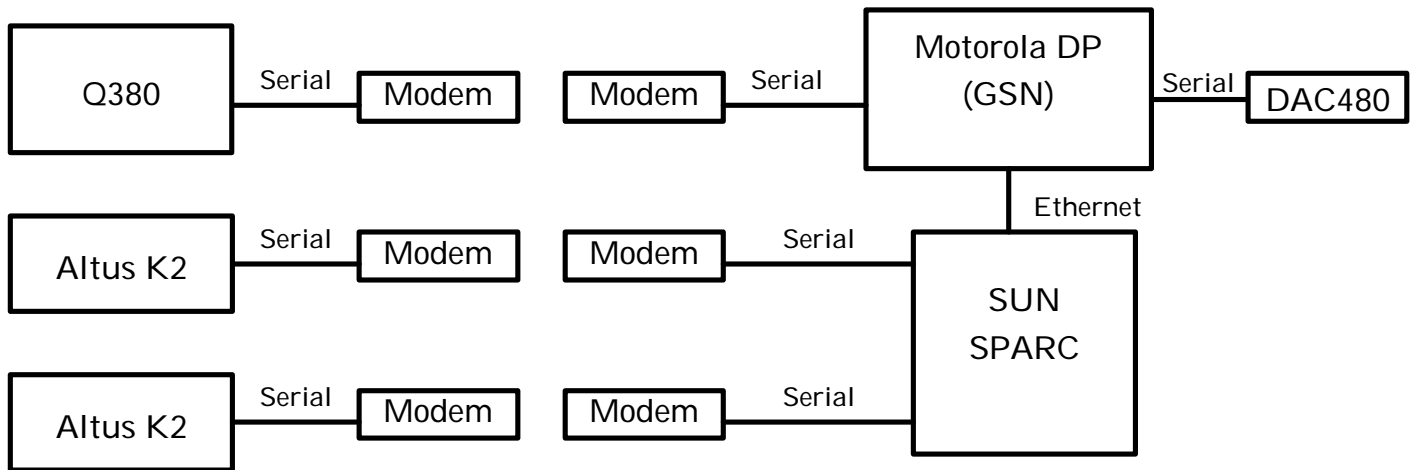 Q380
Serial
Modem
Modem
Serial
Motorola DP
(GSN)
Serial
DAC480
Ethernet
Altus K2
Serial
Modem
Modem
Serial
SUN
SPARC
Altus K2
Serial
Modem
Modem
Serial